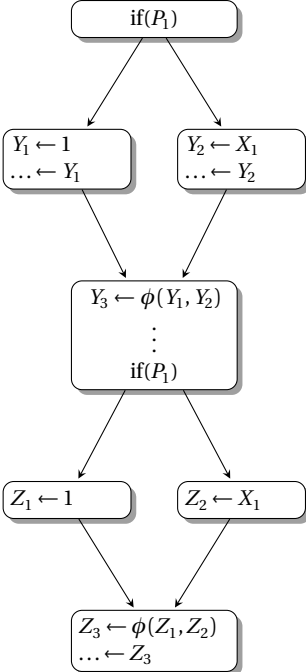 if(P₁)
Y₁ ← 1
… ← Y₁
Y₂ ← X₁
… ← Y₂
Y₃ ← ϕ(Y₁, Y₂)
⋮
if(P₁)
Z₁ ← 1
Z₂ ← X₁
Z₃ ← ϕ(Z₁, Z₂)
… ← Z₃